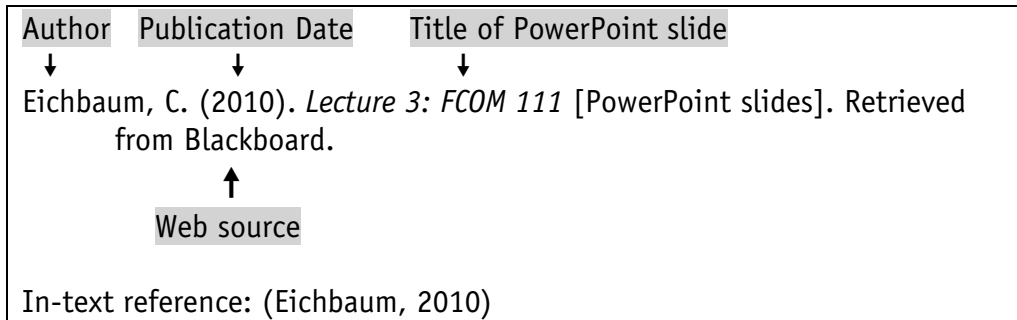 Author Publication Date Title of PowerPoint slide
Eichbaum, C. (2010). Lecture 3: FCOM 111 [PowerPoint slides]. Retrieved
from Blackboard.
Web source
In-text reference: (Eichbaum, 2010)